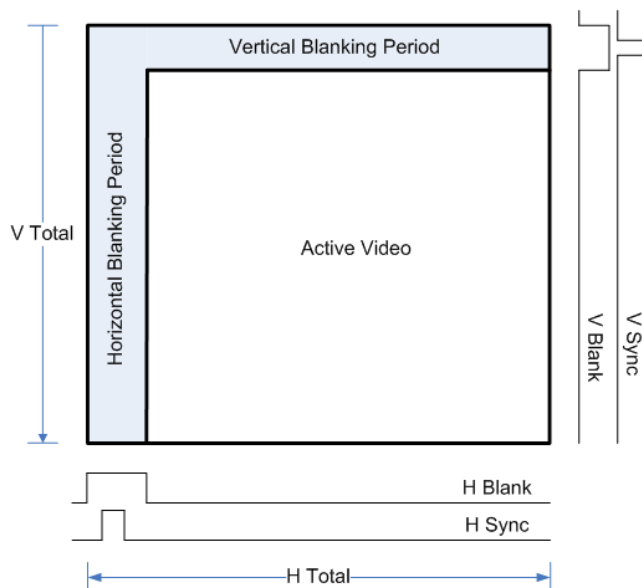 Vertical Blanking Period
Horizontal Blanking Period
V Total
Active Video
V Blank
V Sync
H Blank
H Sync
H Total